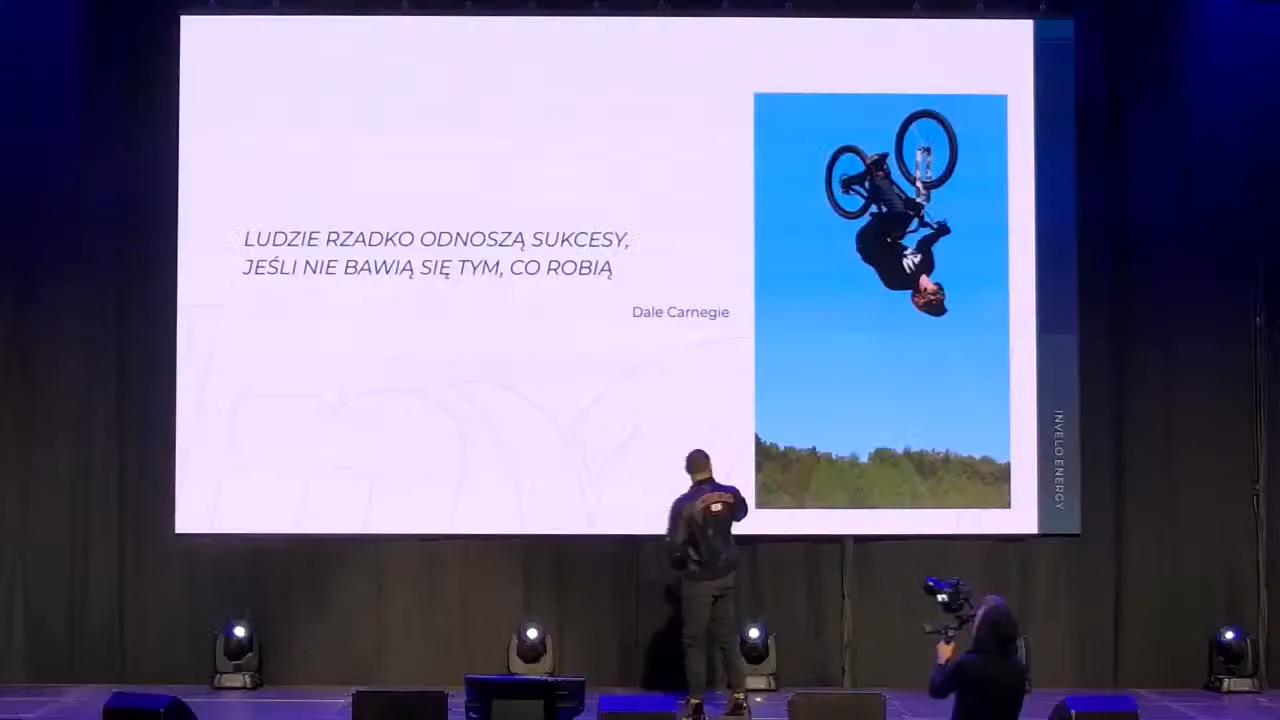 LUDZIE RZADKO ODNOSZĄ SUKCESY,
JEŚLI NIE BAWIĄ SIĘ TYM, CO ROBIĄ
Dale Carnegie
INVELO ENERGY